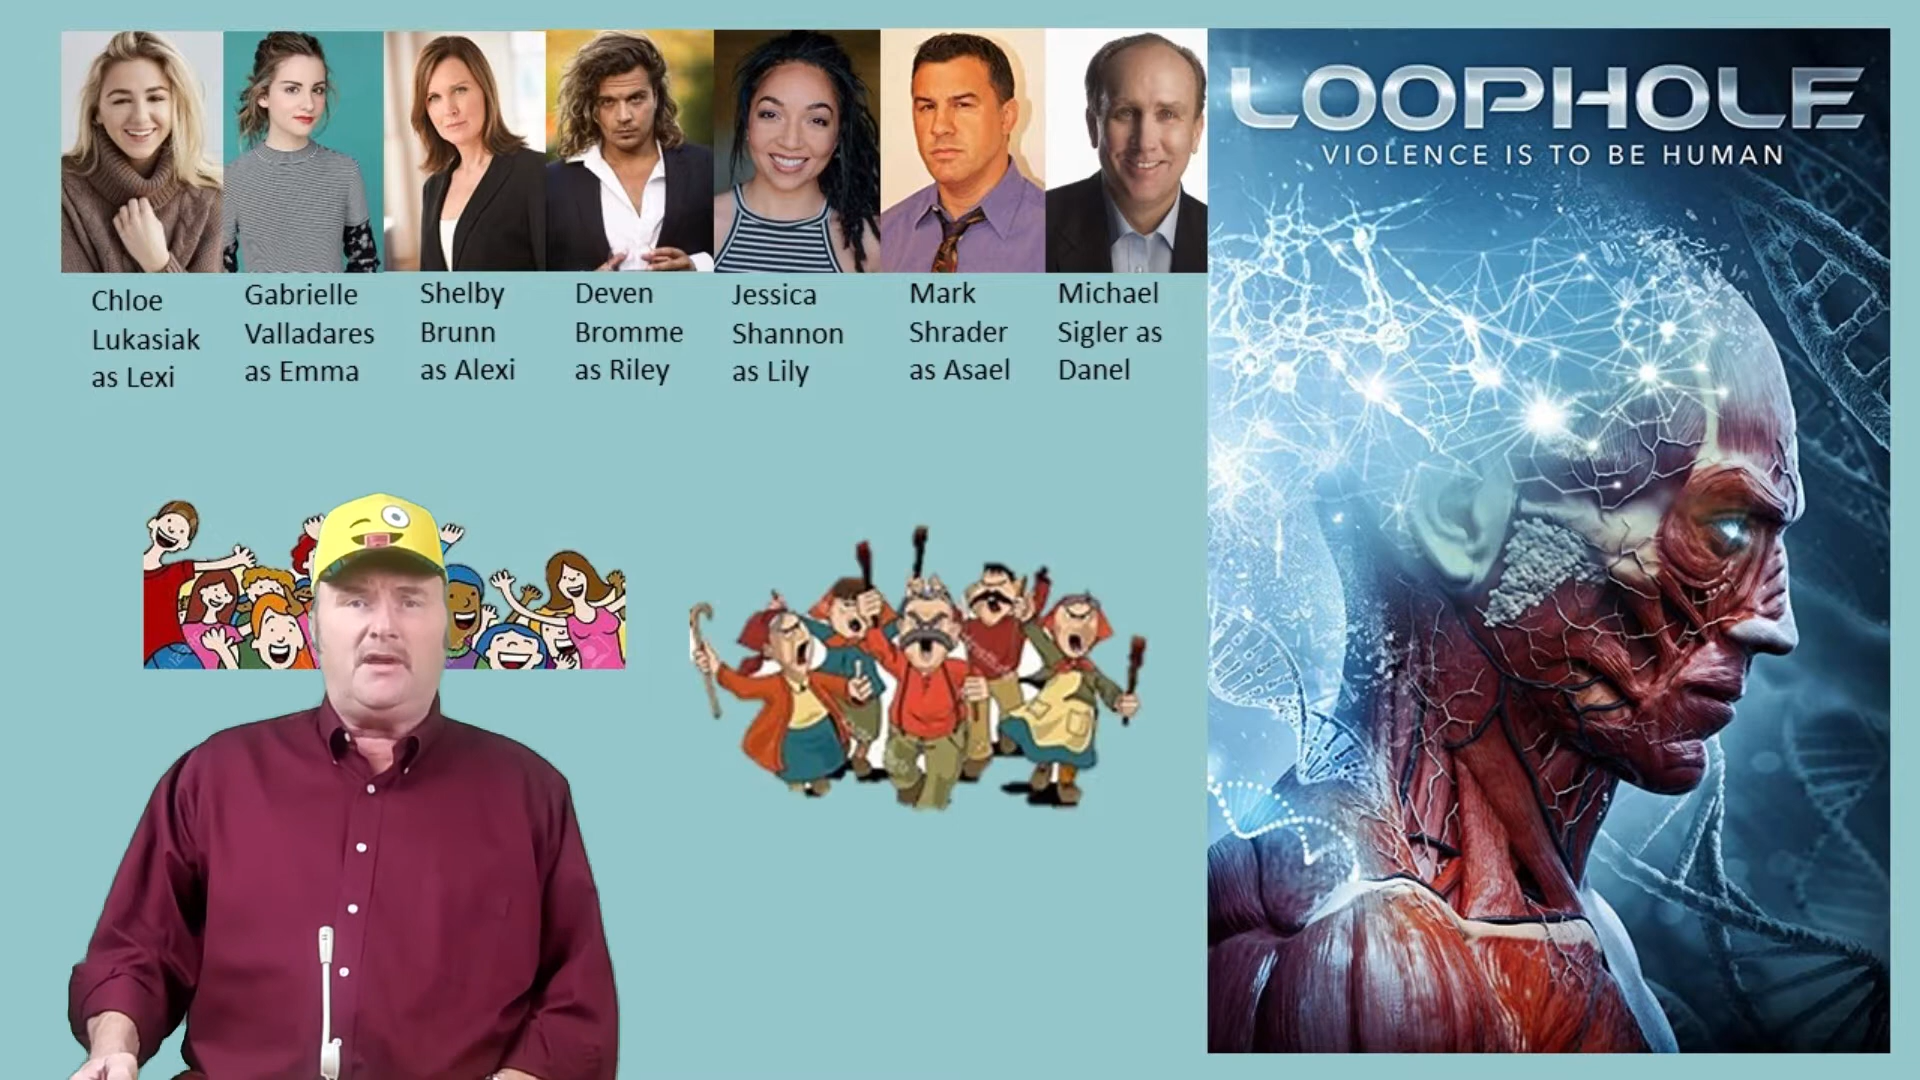 LOOPHOLE
VIOLENCE IS TO BE HUMAN
Chloe
Lukasiak
as Lexi
Gabrielle
Valladares
as Emma
Shelby
Brunn
as Alexi
Deven
Bromme
as Riley
Jessica
Shannon
as Lily
Mark
Shrader
as Asael
Michael
Sigler as
Danel